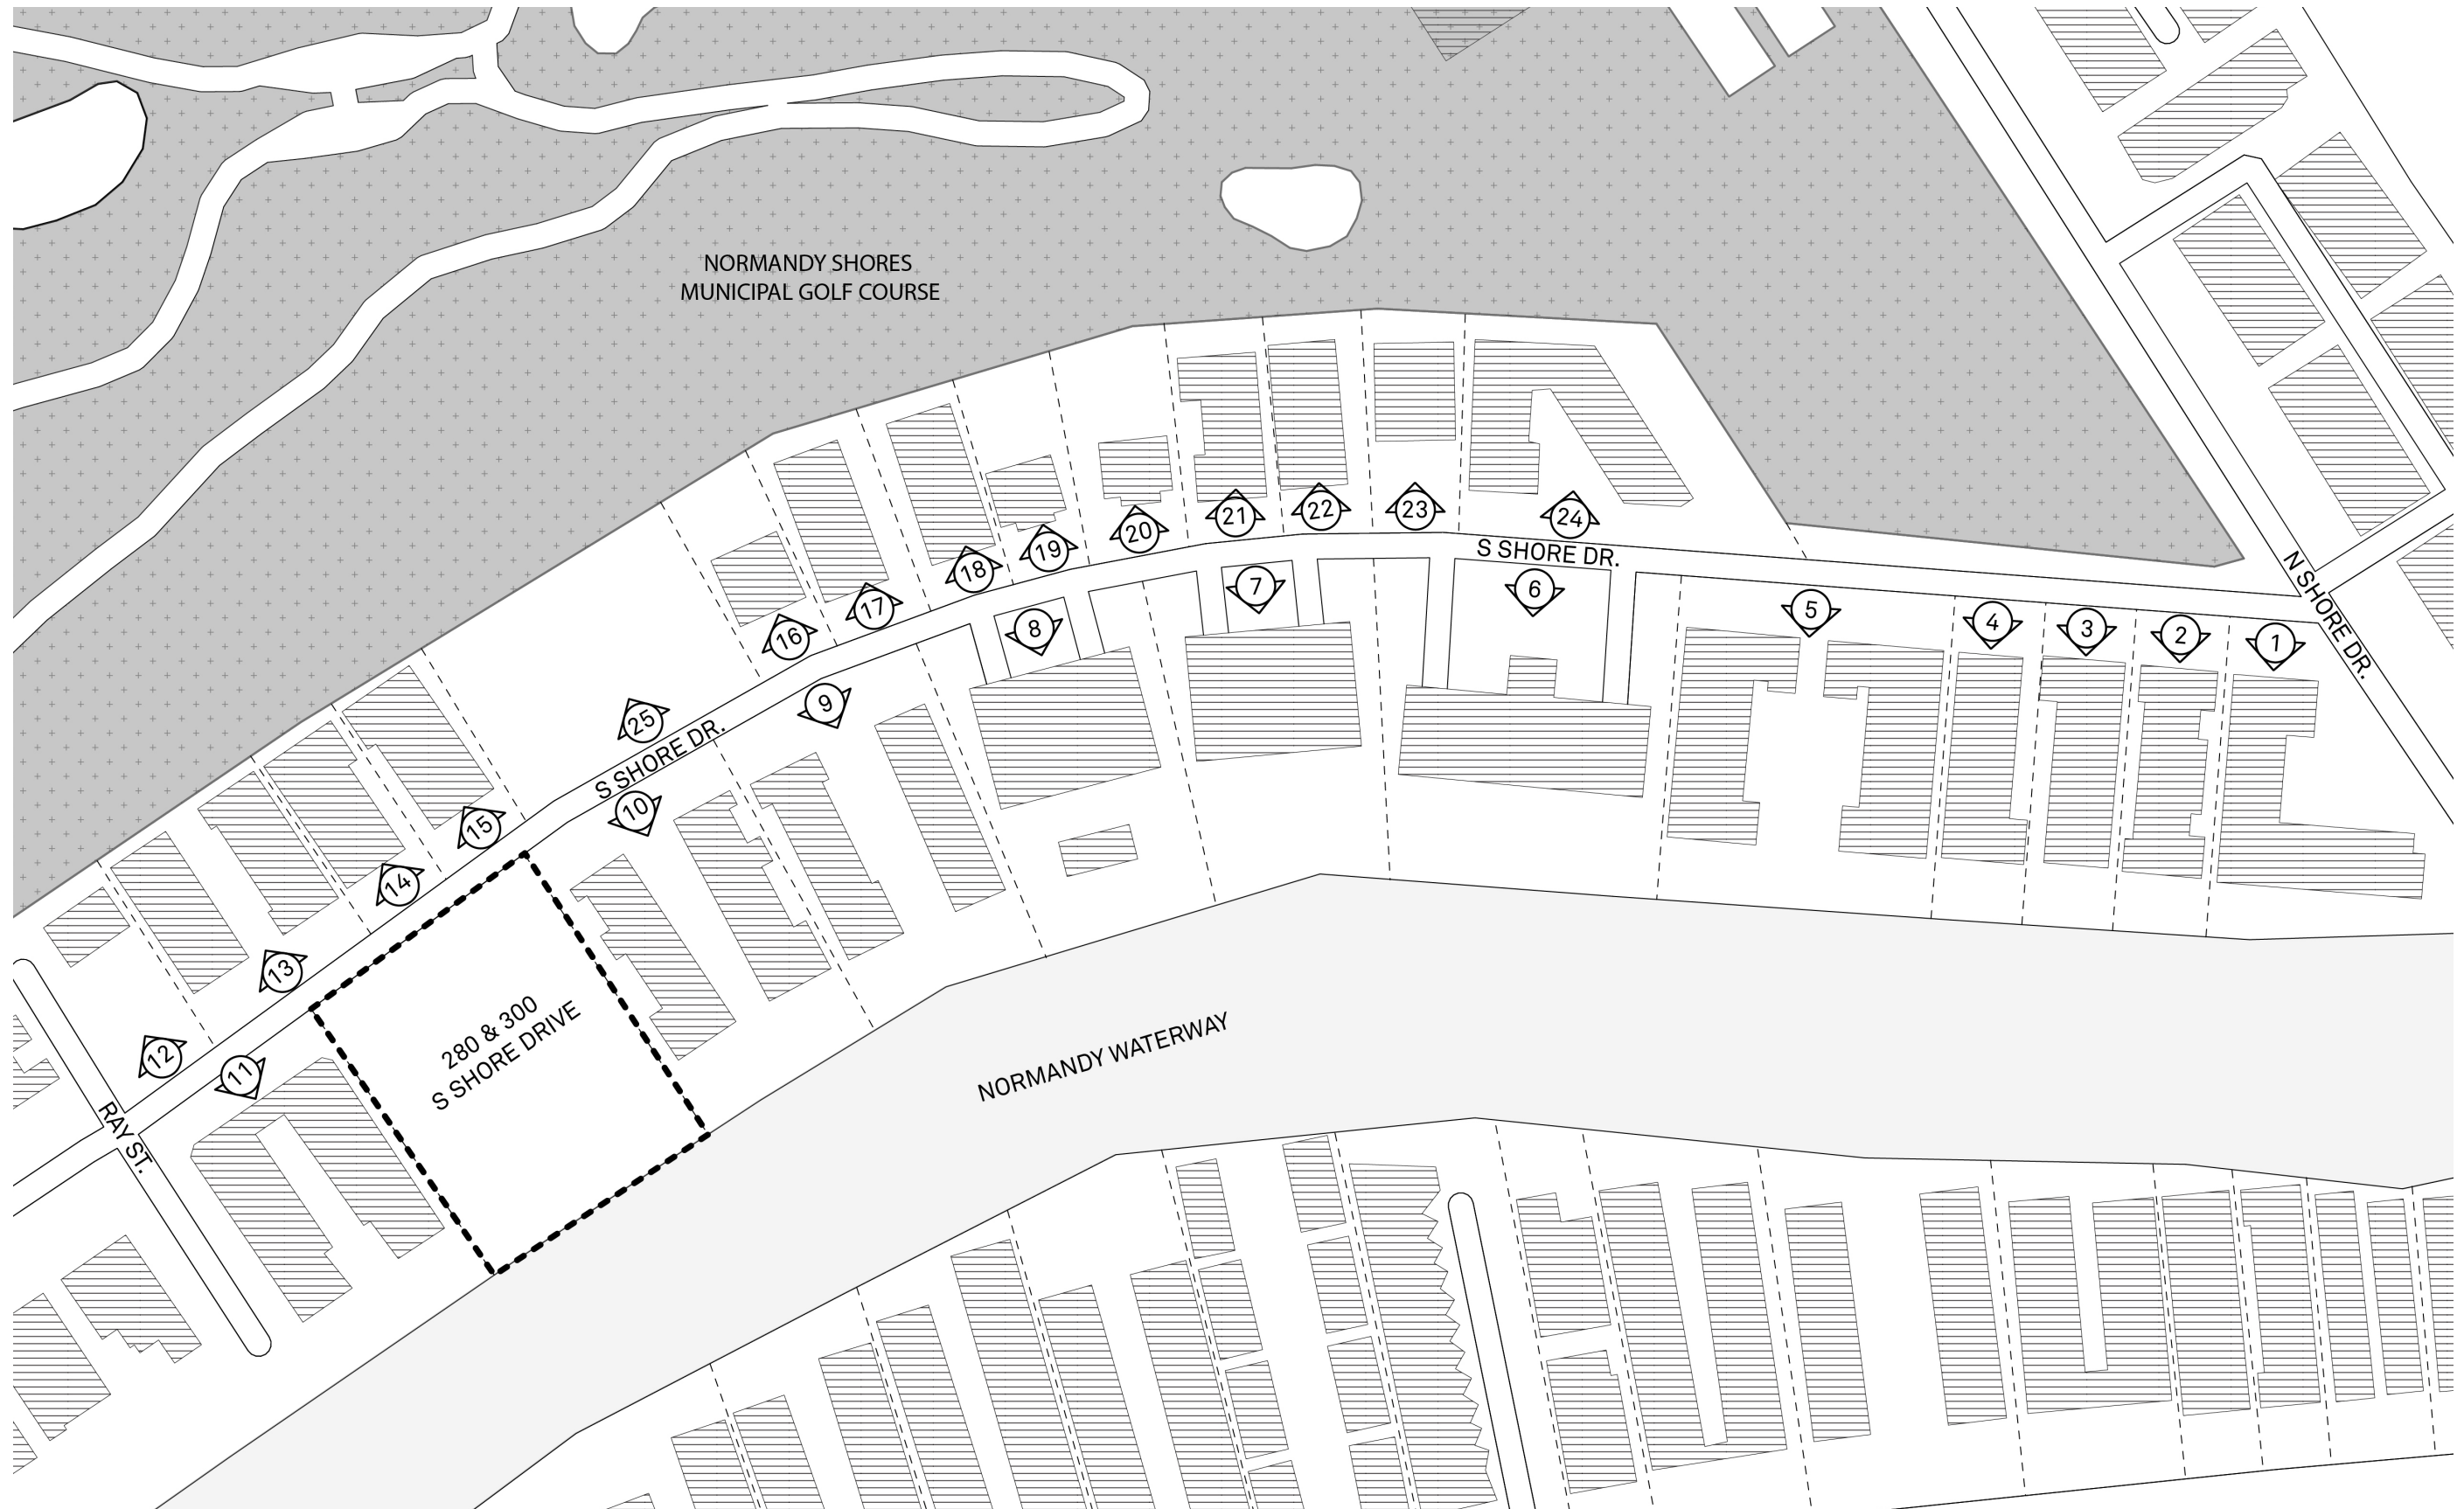 NORMANDY SHORES
MUNICIPAL GOLF COURSE
21
22
23
24
20
19
18
17
16
S SHORE DR.
N SHORE DR.
7
6
5
4
3
2
1
8
9
25
S SHORE DR.
10
15
14
13
12
11
280 & 300
S SHORE DRIVE
NORMANDY WATERWAY
RAY ST.